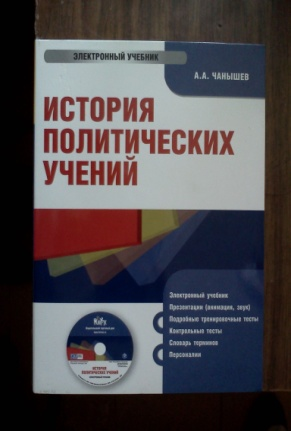 ЭЛЕКТРОННЫЙ УЧЕБНИК
А.А. ЧАНЫШЕВ
ИСТОРИЯ
ПОЛИТИЧЕСКИХ
УЧЕНИЙ
Электронный учебник
Презентации (анимации, звук)
Подробные тренировочные тесты
Контрольные тесты
Словарь терминов
Персоналии
ИСТОРИЯ
ПОЛИТИЧЕСКИХ УЧЕНИЙ